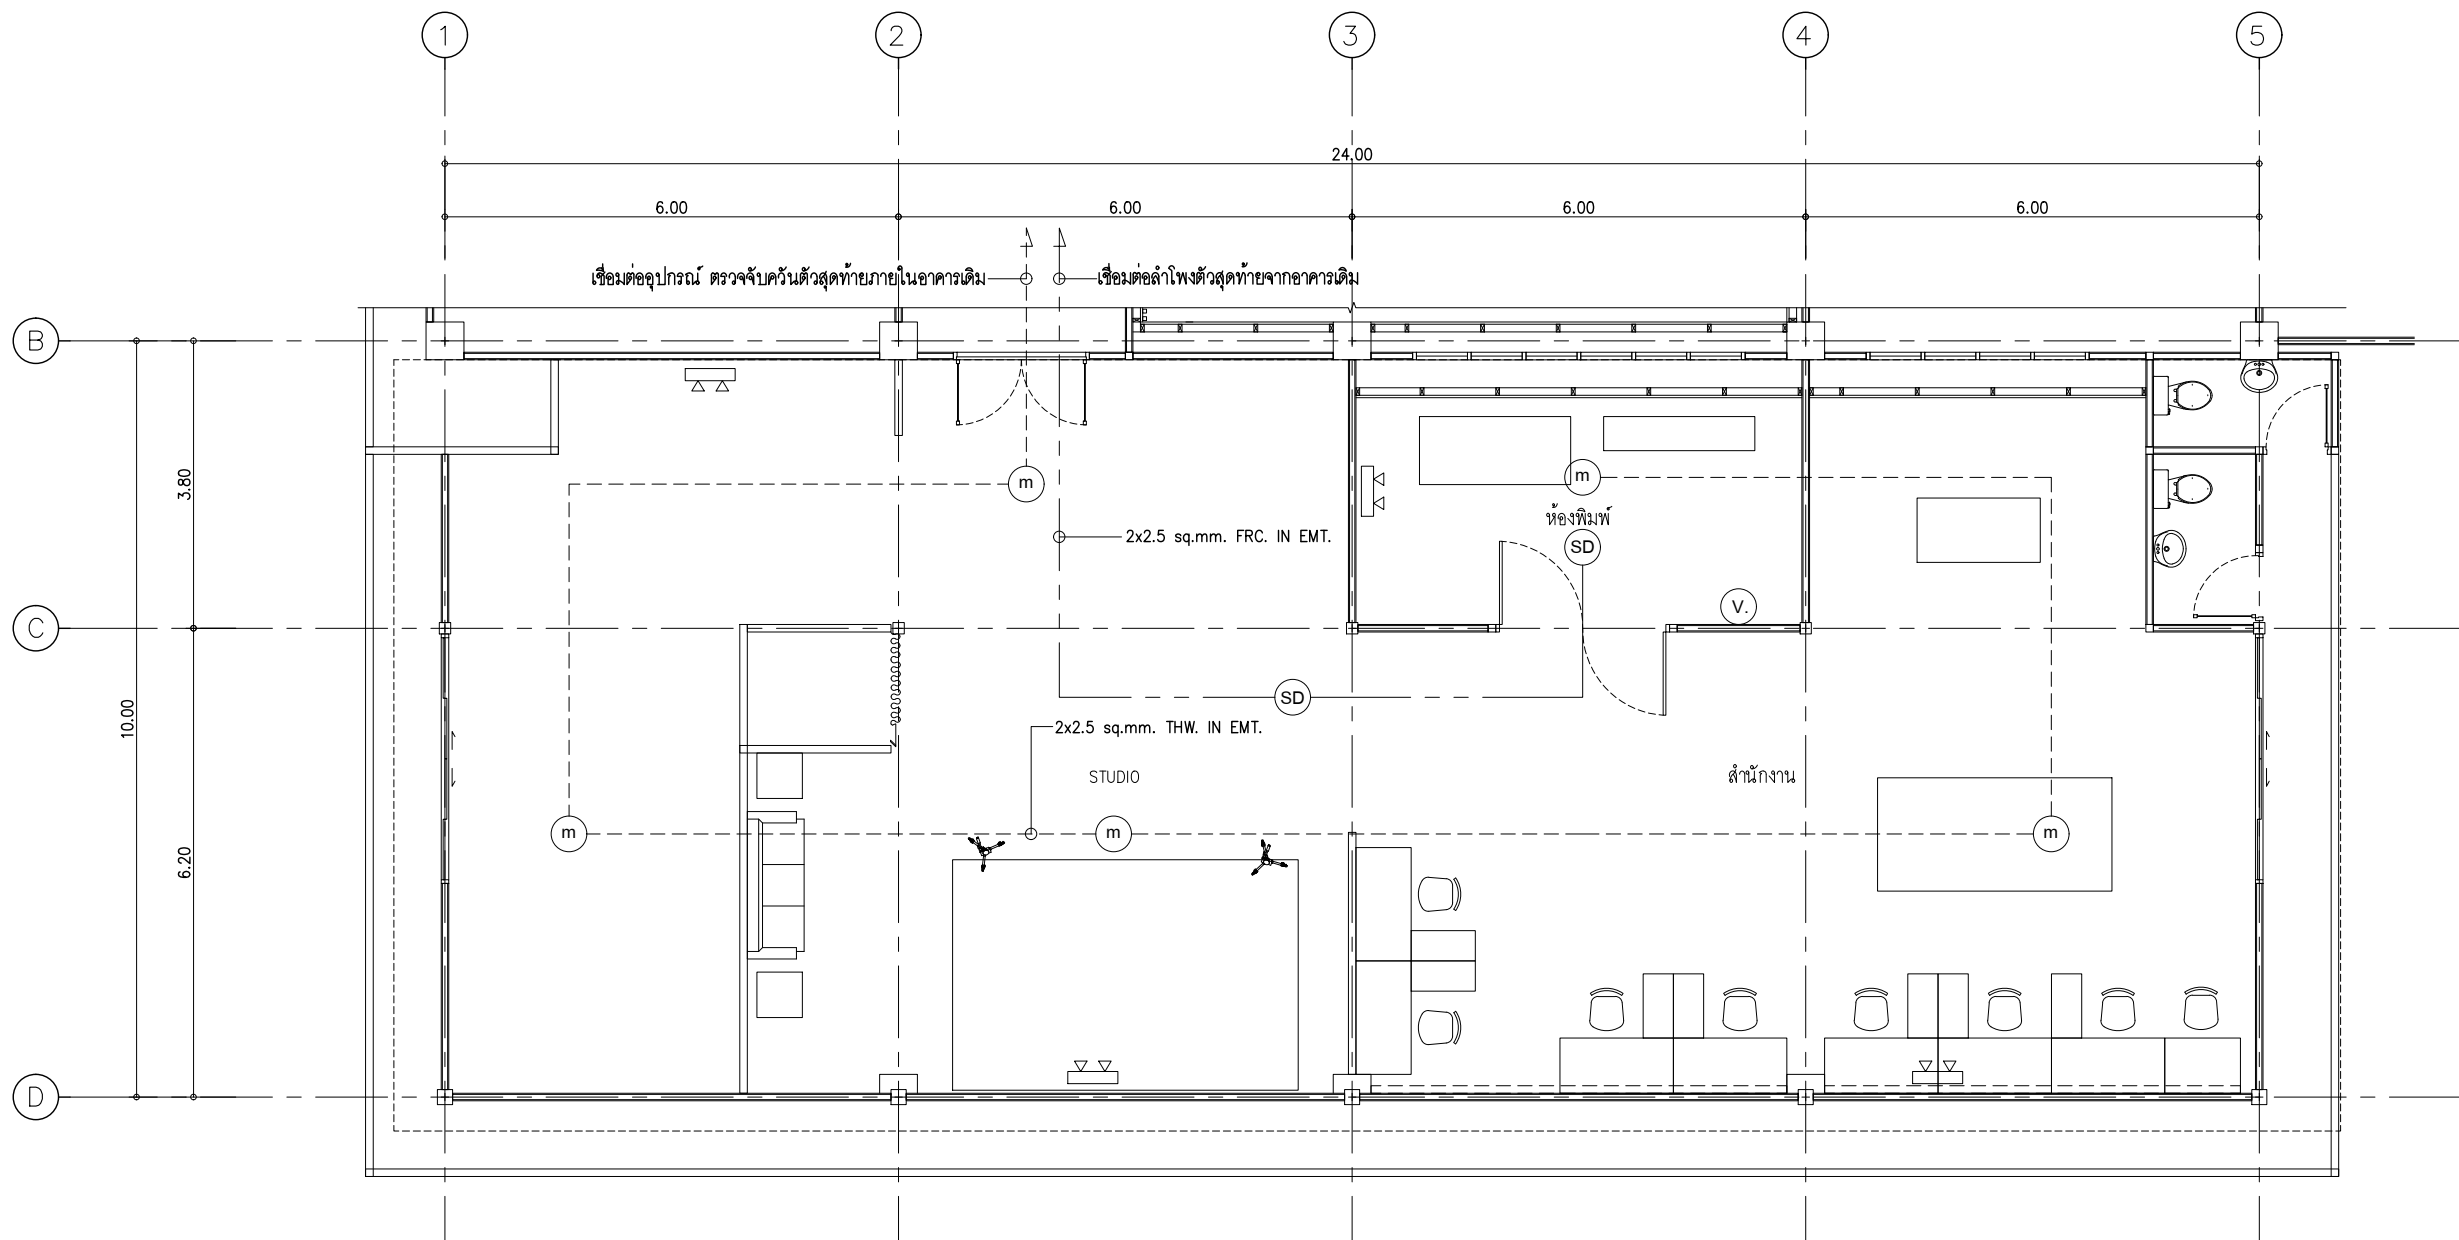 1 2 3 4 5
24.00
6.00 6.00 6.00 6.00
เชื่อมต่ออุปกรณ์ ตรวจจับควันตัวสุดท้ายภายในอาคารเดิม
เชื่อมต่อลำโพงตัวสุดท้ายจากอาคารเดิม
B
m
m
3.80
ห้องพิมพ์
2x2.5 sq.mm. FRC. IN EMT.
SD
V.
C
SD
10.00
2x2.5 sq.mm. THW. IN EMT.
STUDIO
สำนักงาน
m
m
m
6.20
D